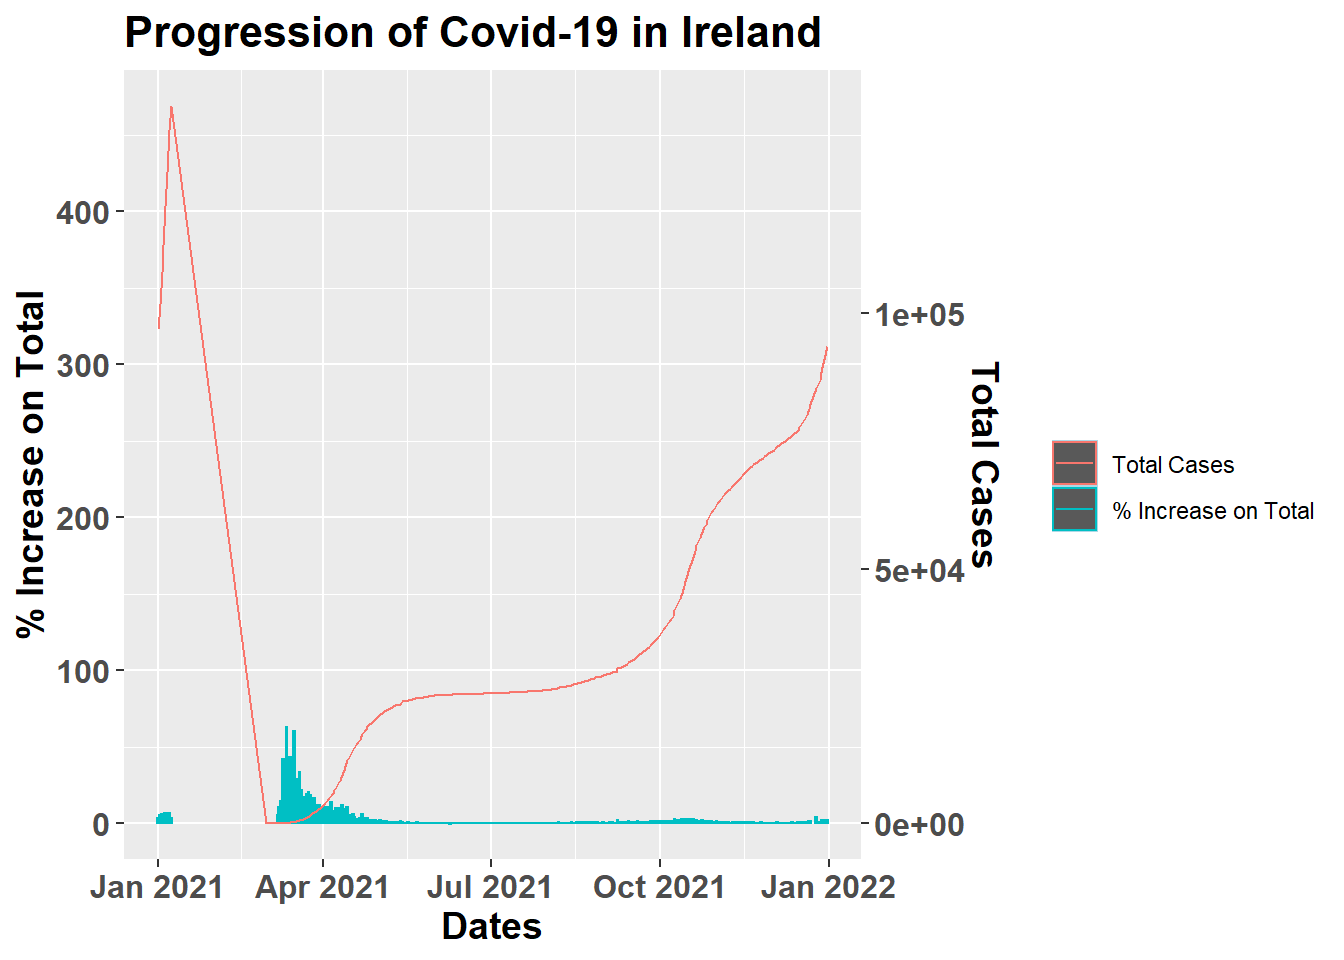 Progression of Covid-19 in Ireland
% Increase on Total
400
300
200
100
0
1e+05
5e+04
0e+00
Total Cases
Jan 2021 Apr 2021 Jul 2021 Oct 2021 Jan 2022
Dates
Total Cases
% Increase on Total